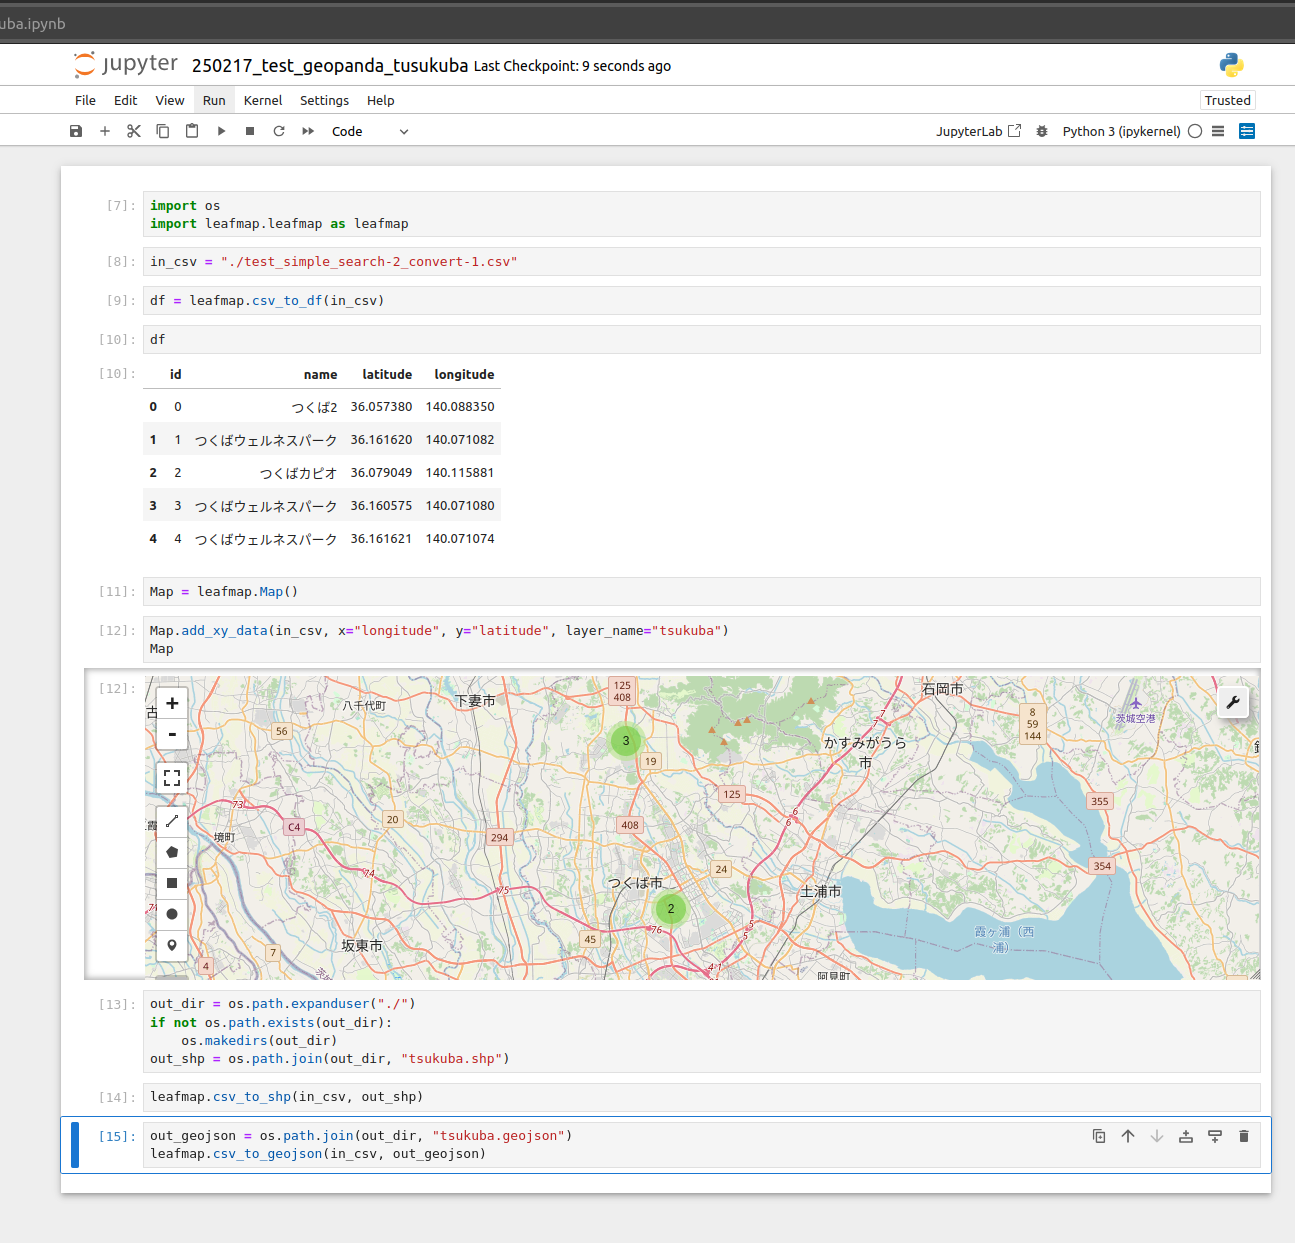 uba.ipynb
jupyter 250217_test_geopanda_tusukuba Last Checkpoint: 9 seconds ago
File Edit View Run Kernel Settings Help Trusted
Code JupyterLab Python 3 (ipykernel)
[7]: import os
import leafmap.leafmap as leafmap
[8]: in_csv = "./test_simple_search-2_convert-1.csv"
[9]: df = leafmap.csv_to_df(in_csv)
[10]: df
[10]: id name latitude longitude
0 0 つくば2 36.057380 140.088350
1 1 つくばウェルネスパーク 36.161620 140.071082
2 2 つくばカピオ 36.079049 140.115881
3 3 つくばウェルネスパーク 36.160575 140.071080
4 4 つくばウェルネスパーク 36.161621 140.071074
[11]: Map = leafmap.Map()
[12]: Map.add_xy_data(in_csv, x="longitude", y="latitude", layer_name="tsukuba")
Map
[12]:
+
-
古
八千代町
下妻市
125
408
石岡市
8
59
144
茨城空港
7
7
56
3
19
かすみがうら
市
125
73
C4
20
294
408
6
6
355
霞
境町
354
74
75
24
つくば市
土浦市
2
76
5
5
45
坂東市
7
4
74
霞ヶ浦（西
浦）
4-1
阿見町
[13]: out_dir = os.path.expanduser("./")
if not os.path.exists(out_dir):
os.makedirs(out_dir)
out_shp = os.path.join(out_dir, "tsukuba.shp")
[14]: leafmap.csv_to_shp(in_csv, out_shp)
[15]: out_geojson = os.path.join(out_dir, "tsukuba.geojson")
leafmap.csv_to_geojson(in_csv, out_geojson)